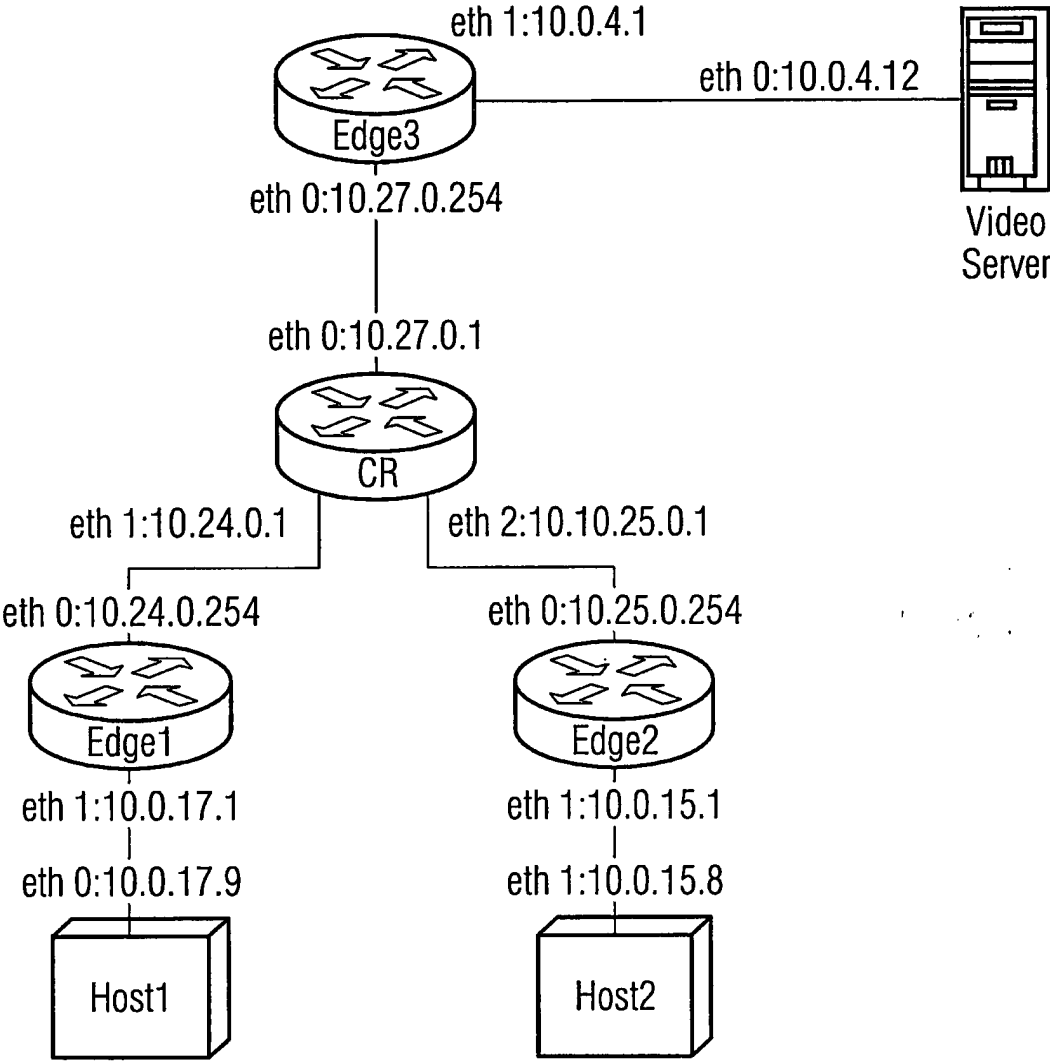 eth 1:10.0.4.1
eth 0:10.0.4.12
Edge3
eth 0:10.27.0.254
Video
Server
eth 0:10.27.0.1
CR
eth 1:10.24.0.1
eth 2:10.10.25.0.1
eth 0:10.24.0.254
eth 0:10.25.0.254
Edge1
Edge2
eth 1:10.0.17.1
eth 1:10.0.15.1
eth 0:10.0.17.9
eth 1:10.0.15.8
Host1
Host2